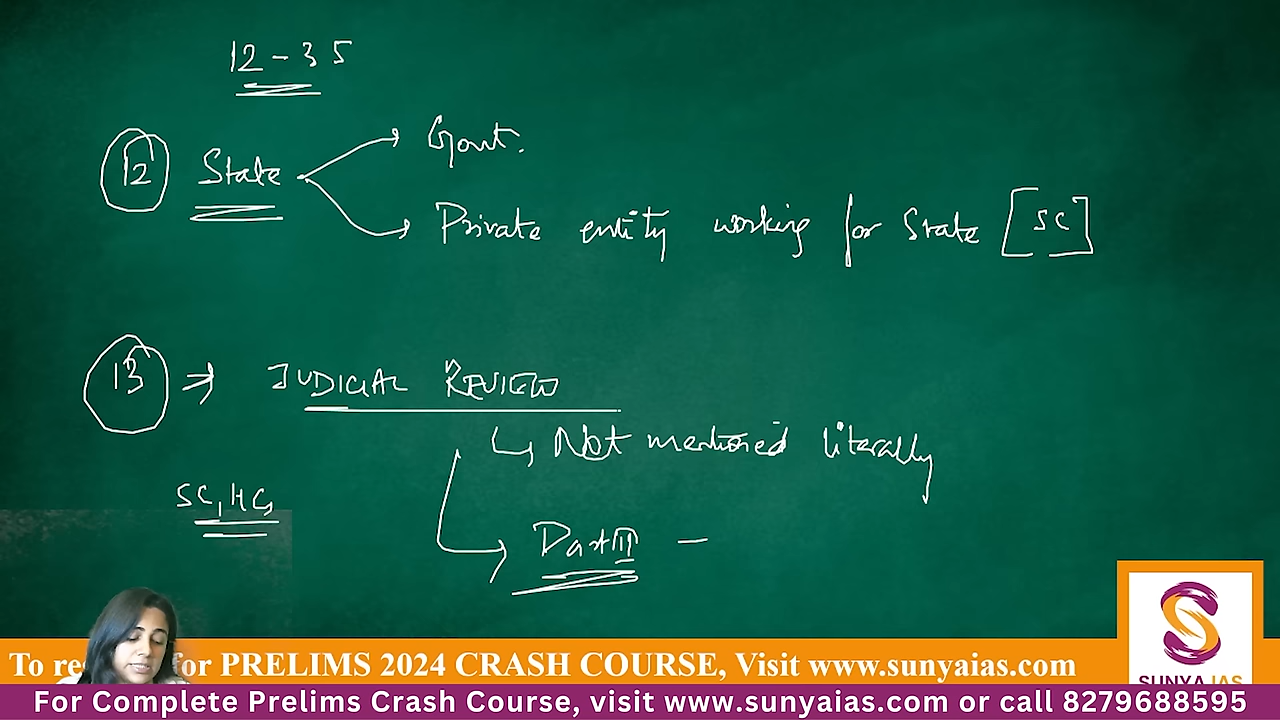 12 - 35
12 State
Govt.
Private entity working for State [SC]
13 ⇒ JUDICIAL REVIEW
↳ Not mentioned literally
SC, HC,
Part III -
To res for PRELIMS 2024 CRASH COURSE, Visit www.sunyaias.com
SUNYA IAS
For Complete Prelims Crash Course, visit www.sunyaias.com or call 8279688595